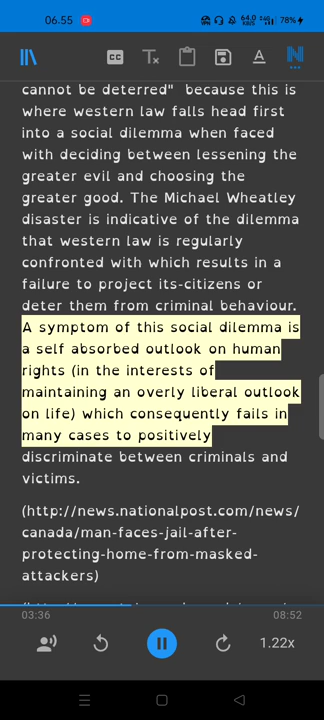 06.55
64.0 KB/S
78%
CC
cannot be deterred" because this is
where western law falls head first
into a social dilemma when faced
with deciding between lessening the
greater evil and choosing the
greater good. The Michael Wheatley
disaster is indicative of the dilemma
that western law is regularly
confronted with which results in a
failure to project its-citizens or
deter them from criminal behaviour.
A symptom of this social dilemma is
a self absorbed outlook on human
rights (in the interests of
maintaining an overly liberal outlook
on life) which consequently fails in
many cases to positively
discriminate between criminals and
victims.
(http://news.nationalpost.com/news/
canada/man-faces-jail-after-
protecting-home-from-masked-
attackers)
03:36
08:52
1.22x